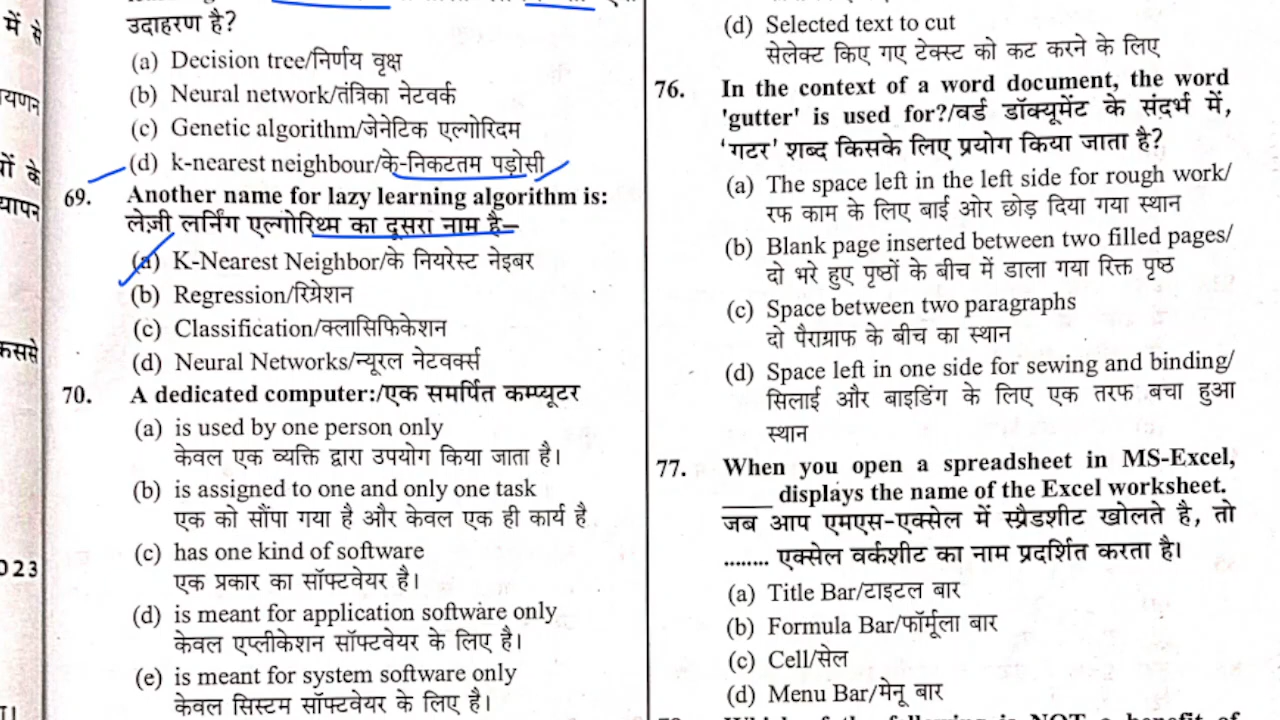 में से
यणन
ों के
यापन
कससे
023
उदाहरण है?
(a) Decision tree/निर्णय वृक्ष
(b) Neural network/तंत्रिका नेटवर्क
(c) Genetic algorithm/जेनेटिक एल्गोरिदम
(d) k-nearest neighbour/के-निकटतम पड़ोसी
69. Another name for lazy learning algorithm is:
लेज़ी लर्निंग एल्गोरिथ्म का दूसरा नाम है–
(a) K-Nearest Neighbor/के नियरेस्ट नेइबर
(b) Regression/रिग्रेशन
(c) Classification/क्लासिफिकेशन
(d) Neural Networks/न्यूरल नेटवर्क्स
70. A dedicated computer:/एक समर्पित कम्प्यूटर
(a) is used by one person only
केवल एक व्यक्ति द्वारा उपयोग किया जाता है।
(b) is assigned to one and only one task
एक को सौंपा गया है और केवल एक ही कार्य है
(c) has one kind of software
एक प्रकार का सॉफ्टवेयर है।
(d) is meant for application software only
केवल एप्लीकेशन सॉफ्टवेयर के लिए है।
(e) is meant for system software only
केवल सिस्टम सॉफ्टवेयर के लिए है।
(d) Selected text to cut
सेलेक्ट किए गए टेक्स्ट को कट करने के लिए
76. In the context of a word document, the word
'gutter' is used for?/वर्ड डॉक्यूमेंट के संदर्भ में,
'गटर' शब्द किसके लिए प्रयोग किया जाता है?
(a) The space left in the left side for rough work/
रफ काम के लिए बाई ओर छोड़ दिया गया स्थान
(b) Blank page inserted between two filled pages/
दो भरे हुए पृष्ठों के बीच में डाला गया रिक्त पृष्ठ
(c) Space between two paragraphs
दो पैराग्राफ के बीच का स्थान
(d) Space left in one side for sewing and binding/
सिलाई और बाइडिंग के लिए एक तरफ बचा हुआ
स्थान
77. When you open a spreadsheet in MS-Excel,
____ displays the name of the Excel worksheet.
जब आप एमएस-एक्सेल में स्प्रैडशीट खोलते है, तो
........ एक्सेल वर्कशीट का नाम प्रदर्शित करता है।
(a) Title Bar/टाइटल बार
(b) Formula Bar/फॉर्मूला बार
(c) Cell/सेल
(d) Menu Bar/मेनू बार